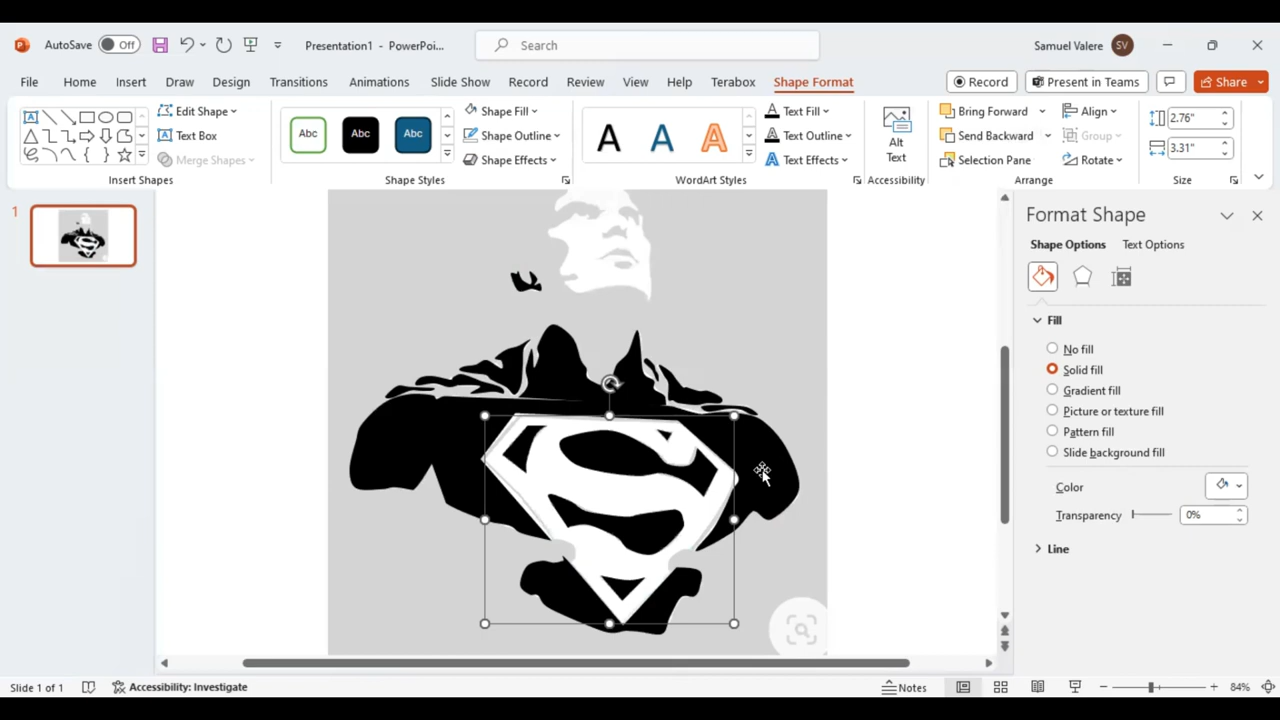 AutoSave Off Presentation1 - PowerPoi... Search Samuel Valere SV
File Home Insert Draw Design Transitions Animations Slide Show Record Review View Help Terabox Shape Format Record Present in Teams Share
Edit Shape
Text Box
Merge Shapes
Insert Shapes
Abc Abc Abc
Shape Fill
Shape Outline
Shape Effects
Shape Styles
A A A
Text Fill
Text Outline
Text Effects
WordArt Styles
Alt
Text
Accessibility
Bring Forward
Send Backward
Selection Pane
Align
Group
Rotate
Arrange
2.76"
3.31"
Size
1
Format Shape
Shape Options Text Options
Fill
No fill
Solid fill
Gradient fill
Picture or texture fill
Pattern fill
Slide background fill
Color
Transparency 0%
Line
Slide 1 of 1 Accessibility: Investigate Notes 84%